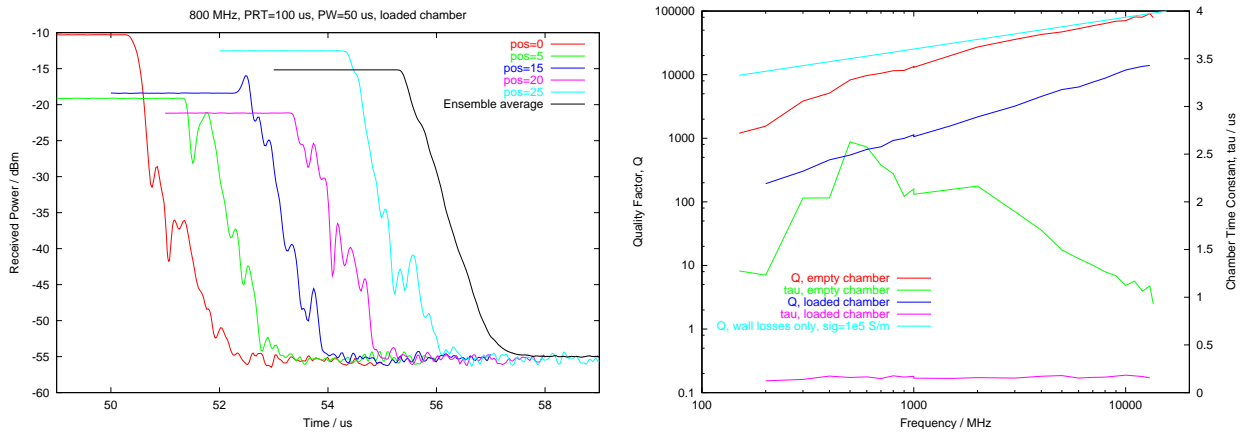 800 MHz, PRT=100 us, PW=50 us, loaded chamber
Received Power / dBm
-10
-15
-20
-25
-30
-35
-40
-45
-50
-55
-60
pos=0
pos=5
pos=15
pos=20
pos=25
Ensemble average
50
52
54
56
58
Time / us
Quality Factor, Q
100000
10000
1000
100
10
1
0.1
Q, empty chamber
tau, empty chamber
Q, loaded chamber
tau, loaded chamber
Q, wall losses only, sig=1e5 S/m
4
3.5
3
2.5
2
1.5
1
0.5
0
Chamber Time Constant, tau / us
100
1000
10000
Frequency / MHz